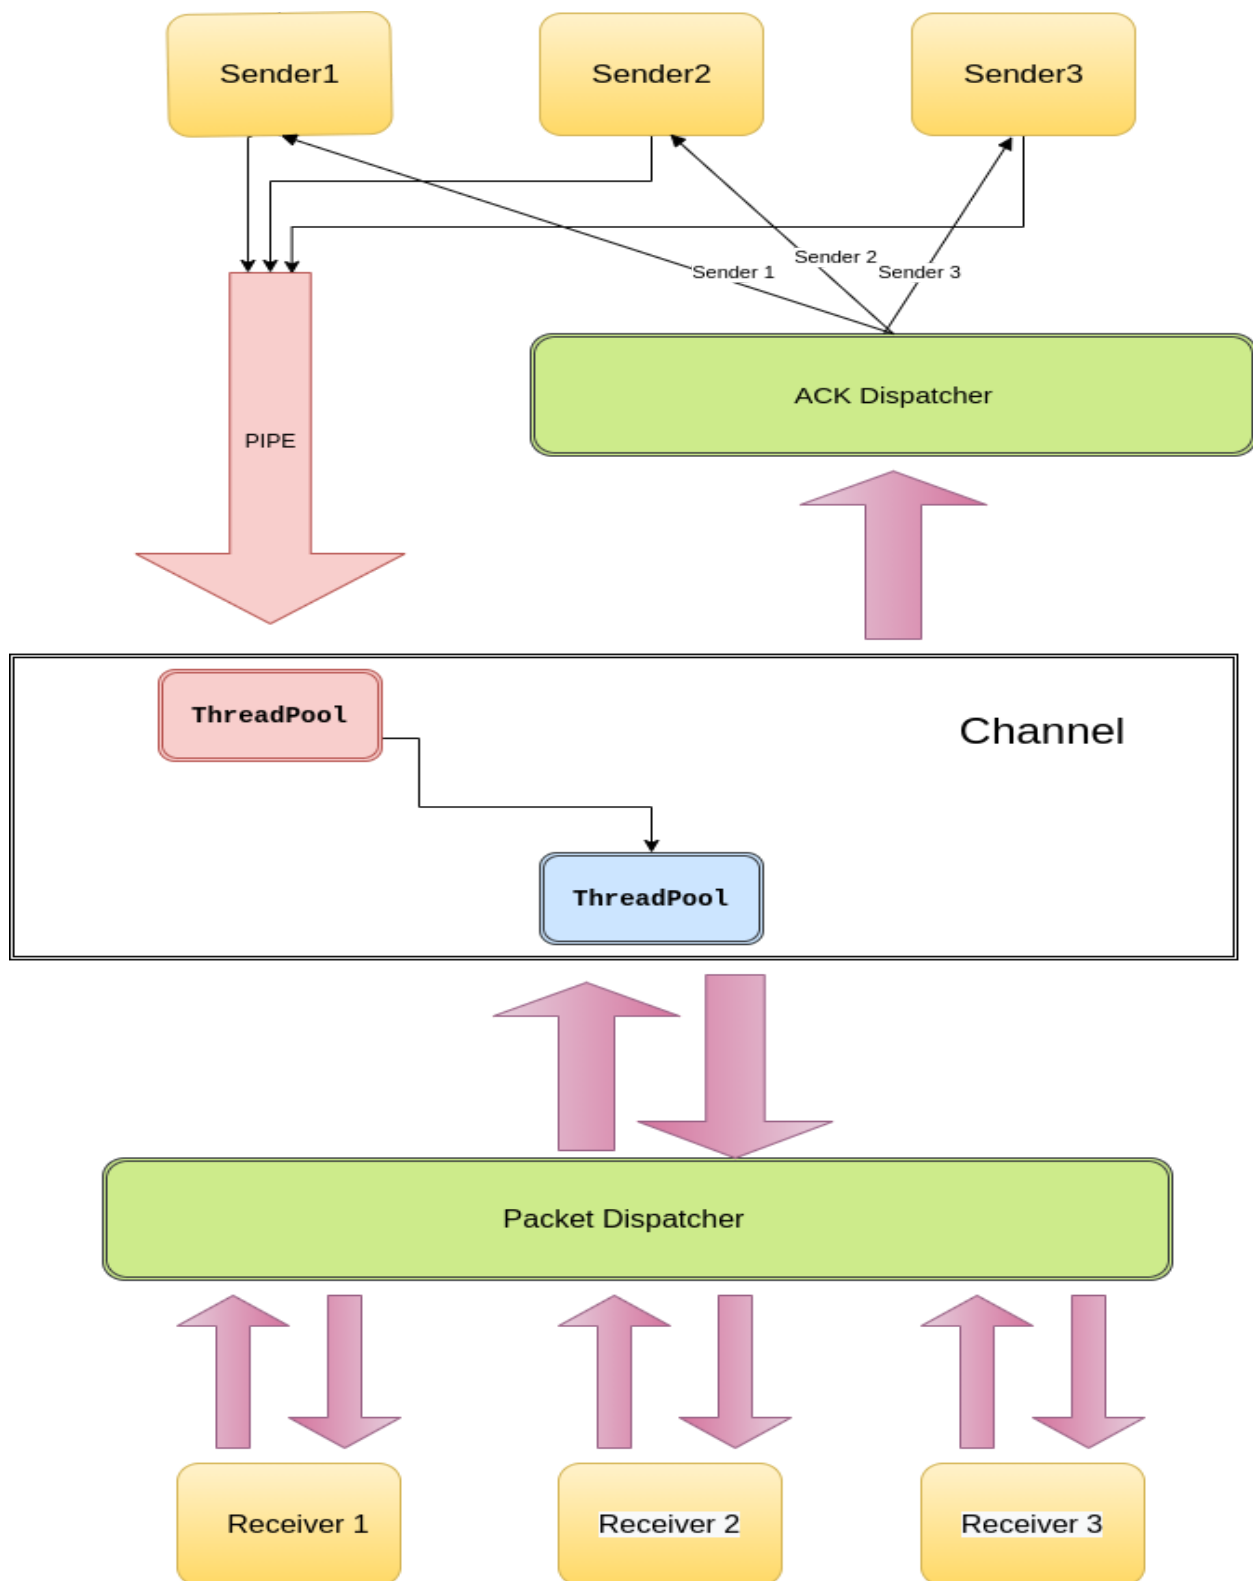 Sender1
Sender2
Sender3
Sender 2
Sender 1
Sender 3
ACK Dispatcher
PIPE
ThreadPool
Channel
ThreadPool
Packet Dispatcher
Receiver 1
Receiver 2
Receiver 3